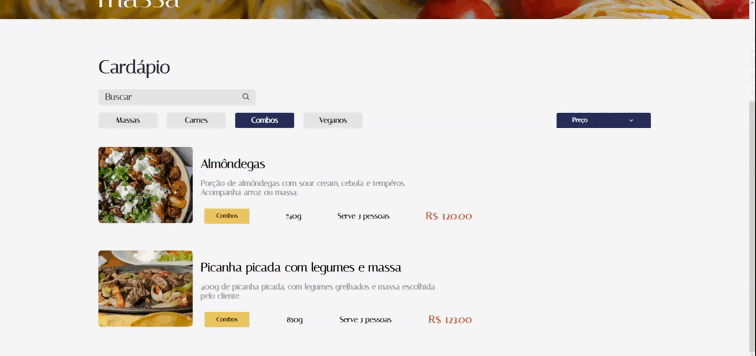 massa
Cardápio
Buscar
Massas Carnes Combos Veganos Preço
Almôndegas
Porção de almôndegas com sour cream, cebola e tempêros.
Acompanha arroz ou massa.
Combos 740g Serve 3 pessoas R$ 120.00
Picanha picada com legumes e massa
400g de picanha picada, com legumes grelhados e massa escolhida
pelo cliente.
Combos 850g Serve 3 pessoas R$ 123.00